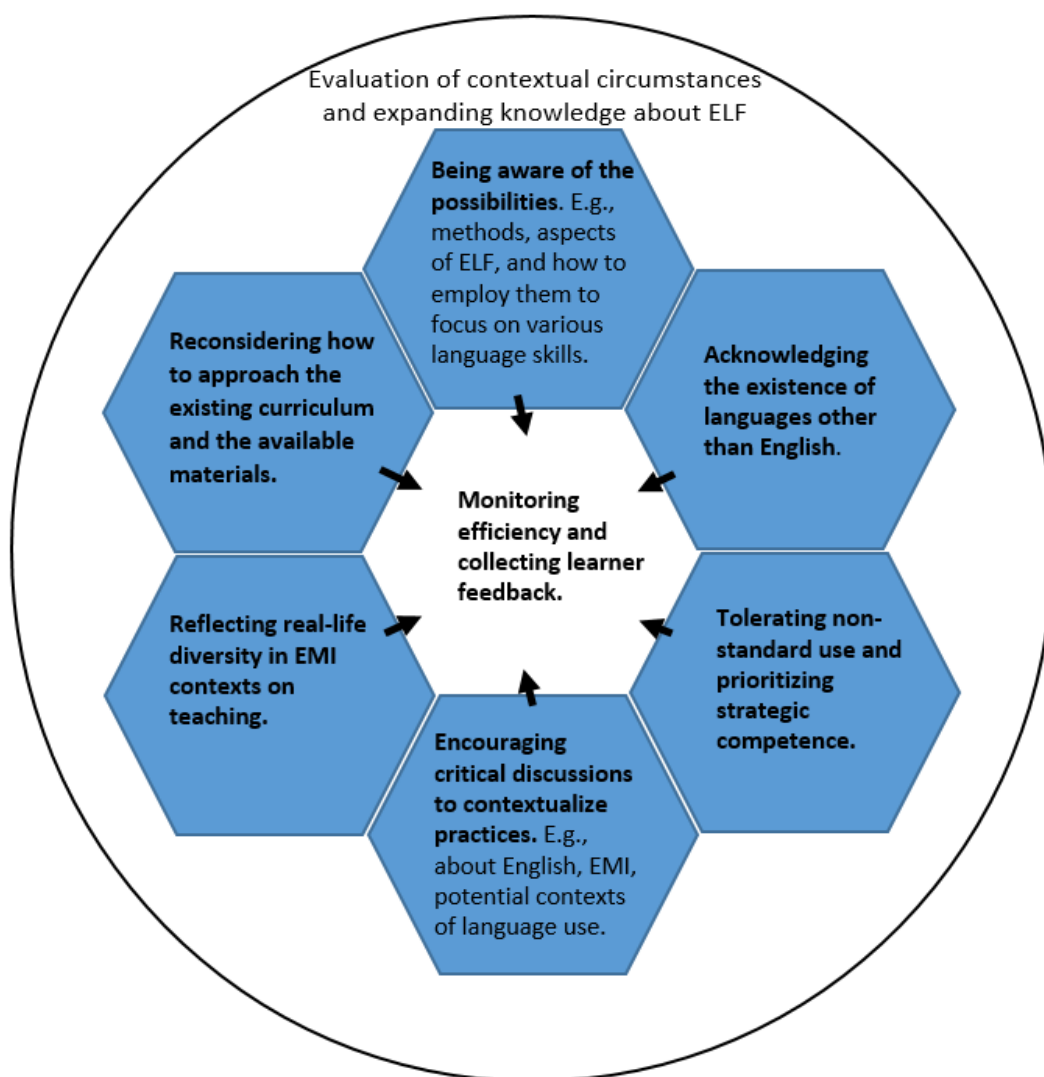 Evaluation of contextual circumstances
and expanding knowledge about ELF
Being aware of the
possibilities. E.g.,
methods, aspects
of ELF, and how to
employ them to
focus on various
language skills.
Reconsidering how
to approach the
existing curriculum
and the available
materials.
Acknowledging
the existence of
languages other
than English.
Monitoring
efficiency and
collecting learner
feedback.
Reflecting real-life
diversity in EMI
contexts on
teaching.
Tolerating non-
standard use and
prioritizing
strategic
competence.
Encouraging
critical discussions
to contextualize
practices. E.g.,
about English, EMI,
potential contexts
of language use.